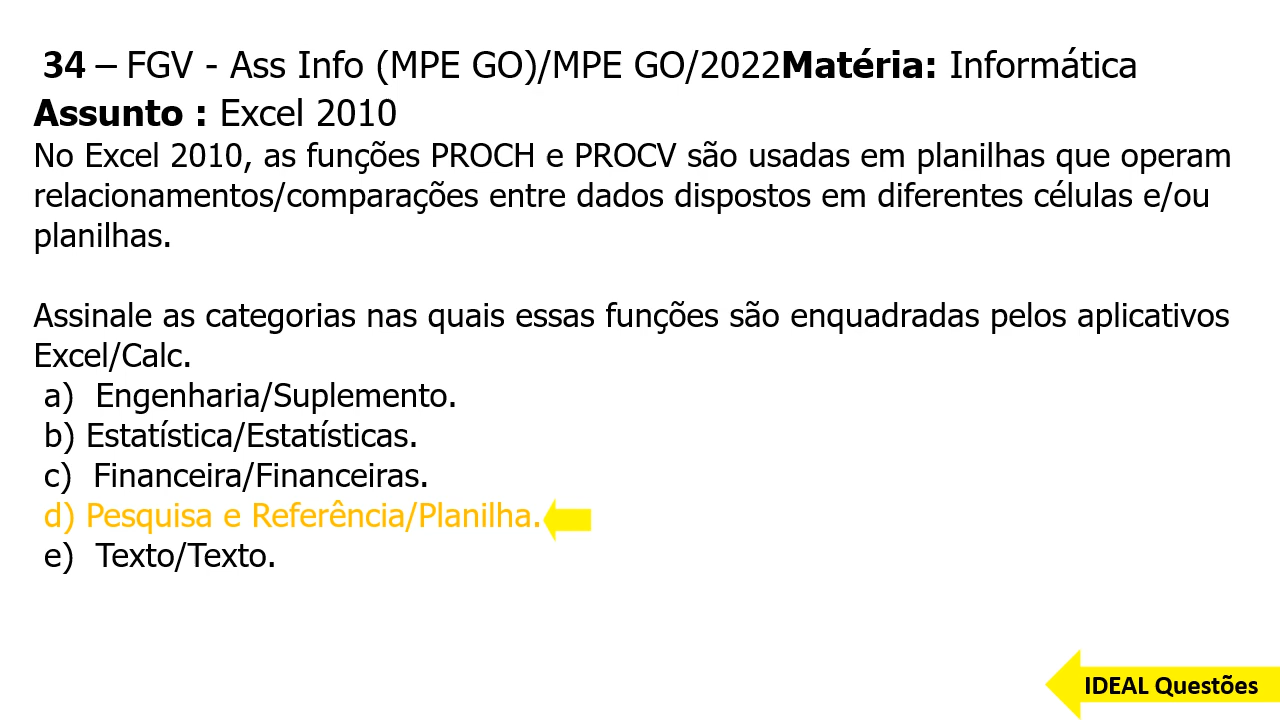 34 – FGV - Ass Info (MPE GO)/MPE GO/2022Matéria: Informática
Assunto : Excel 2010
No Excel 2010, as funções PROCH e PROCV são usadas em planilhas que operam
relacionamentos/comparações entre dados dispostos em diferentes células e/ou
planilhas.
Assinale as categorias nas quais essas funções são enquadradas pelos aplicativos
Excel/Calc.
a) Engenharia/Suplemento.
b) Estatística/Estatísticas.
c) Financeira/Financeiras.
d) Pesquisa e Referência/Planilha.
e) Texto/Texto.
IDEAL Questões